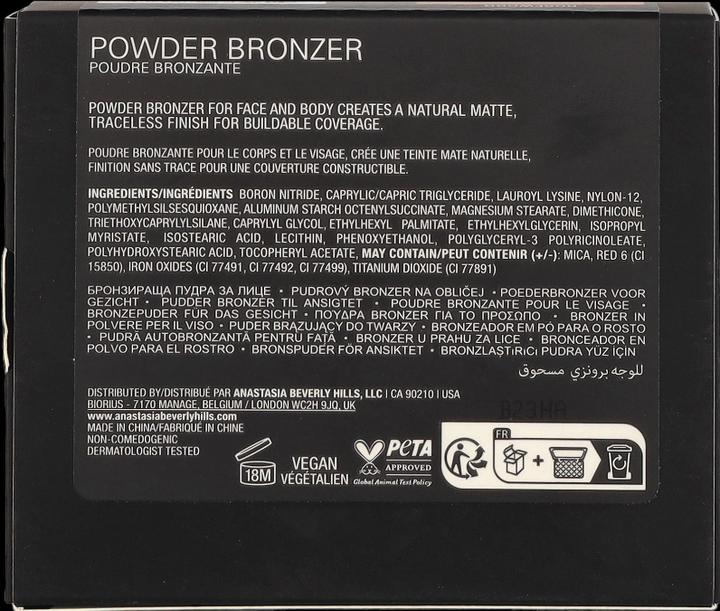 POWDER BRONZER
POUDRE BRONZANTE
POWDER BRONZER FOR FACE AND BODY CREATES A NATURAL MATTE,
TRACELESS FINISH FOR BUILDABLE COVERAGE.
POUDRE BRONZANTE POUR LE CORPS ET LE VISAGE, CRÉE UNE TEINTE MATE NATURELLE,
FINITION SANS TRACE POUR UNE COUVERTURE CONSTRUCTIBLE.
INGREDIENTS/INGRÉDIENTS BORON NITRIDE, CAPRYLIC/CAPRIC TRIGLYCERIDE, LAUROYL LYSINE, NYLON-12,
POLYMETHYLSILSESQUIOXANE, ALUMINUM STARCH OCTENYLSUCCINATE, MAGNESIUM STEARATE, DIMETHICONE,
TRIETHOXYCAPRYLYLSILANE, CAPRYLYL GLYCOL, ETHYLHEXYL PALMITATE, ETHYLHEXYLGLYCERIN, ISOPROPYL
MYRISTATE, ISOSTEARIC ACID, LECITHIN, PHENOXYETHANOL, POLYGLYCERYL-3 POLYRICINOLEATE,
POLYHYDROXYSTEARIC ACID, TOCOPHERYL ACETATE, MAY CONTAIN/PEUT CONTENIR (+/-): MICA, RED 6 (CI
15850), IRON OXIDES (CI 77491, CI 77492, CI 77499), TITANIUM DIOXIDE (CI 77891)
БРОНЗИРАЩА ПУДРА ЗА ЛИЦЕ • PUDROVÝ BRONZER NA OBLIČEJ • POEDERBRONZER VOOR
GEZICHT • PUDDER BRONZER TIL ANSIGTET • POUDRE BRONZANTE POUR LE VISAGE •
BRONZEPUDER FÜR DAS GESICHT • ΠΟΥΔΡΑ BRONZER ΓΙΑ ΤΟ ΠΡΟΣΩΠΟ • BRONZER IN
POLVERE PER IL VISO • PUDER BRĄZUJĄCY DO TWARZY • BRONZEADOR EM PÓ PARA O ROSTO
• PUDRĂ AUTOBRONZANTĂ PENTRU FAȚĂ • BRONZER U PRAHU ZA LICE • BRONCEADOR EN
POLVO PARA EL ROSTRO • BRONSPUDER FÖR ANSIKTET • BRONZLAŞTIRICI PUDRA YÜZ İÇİN
للوجه برونزي مسحوق
DISTRIBUTED BY/DISTRIBUÉ PAR ANASTASIA BEVERLY HILLS, LLC | CA 90210 | USA
BIORIUS - 7170 MANAGE, BELGIUM / LONDON WC2H 9JQ, UK
www.anastasiabeverlyhills.com
MADE IN CHINA/FABRIQUÉ EN CHINE
NON-COMEDOGENIC
DERMATOLOGIST TESTED
B23HA
18M
VEGAN
VÉGÉTALIEN
PETA
APPROVED
Global Animal Test Policy
FR
+